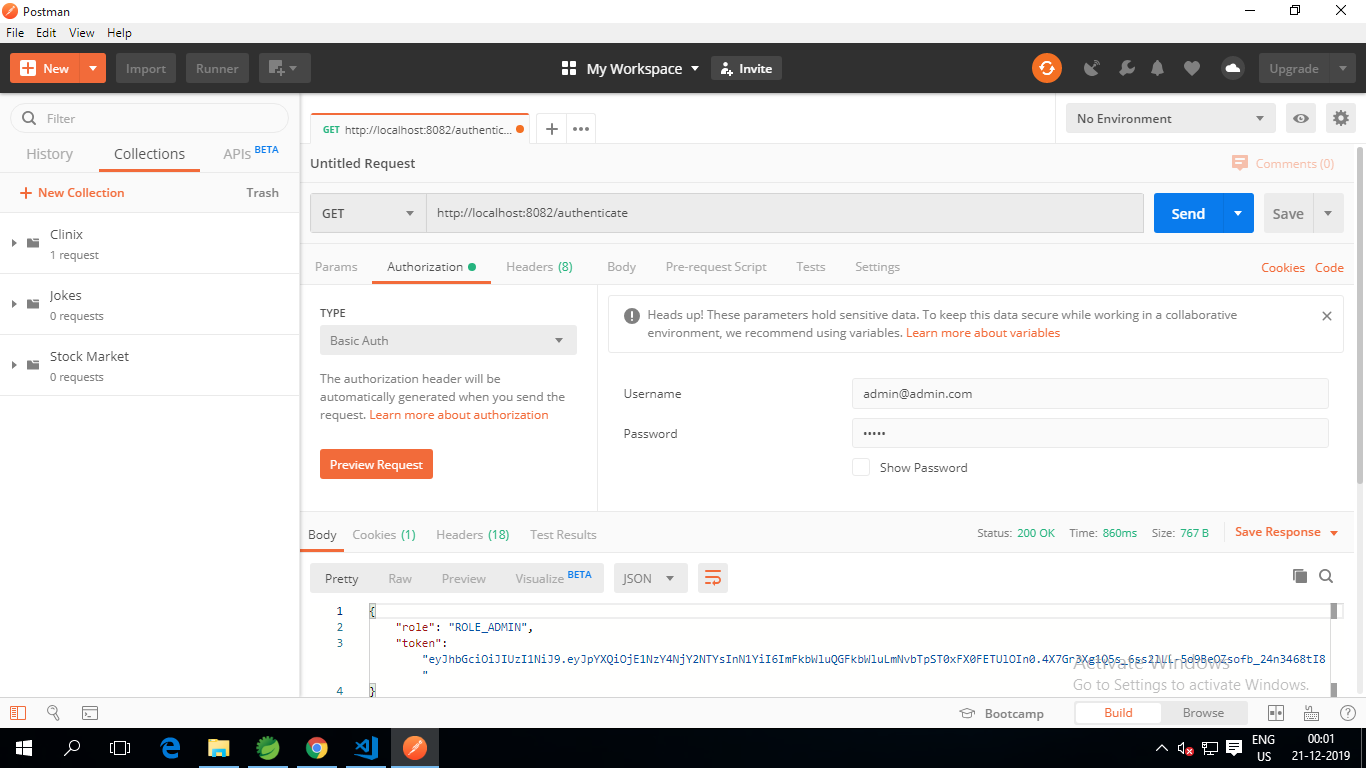 Postman
File Edit View Help
New Import Runner My Workspace Invite Upgrade
Filter
History Collections APIs BETA
New Collection Trash
Clinix
1 request
Jokes
0 requests
Stock Market
0 requests
GET http://localhost:8082/authentic... No Environment
Untitled Request Comments (0)
GET http://localhost:8082/authenticate Send Save
Params Authorization Headers (8) Body Pre-request Script Tests Settings Cookies Code
TYPE
Basic Auth
The authorization header will be
automatically generated when you send the
request. Learn more about authorization
Preview Request
Heads up! These parameters hold sensitive data. To keep this data secure while working in a collaborative
environment, we recommend using variables. Learn more about variables
Username admin@admin.com
Password •••••
Show Password
Body Cookies (1) Headers (18) Test Results Status: 200 OK Time: 860ms Size: 767 B Save Response
Pretty Raw Preview Visualize BETA JSON
1 {
2 "role": "ROLE_ADMIN",
3 "token":
"
4 }
Activate Windows
Go to Settings to activate Windows.
Bootcamp Build Browse
ENG
US
00:01
21-12-2019